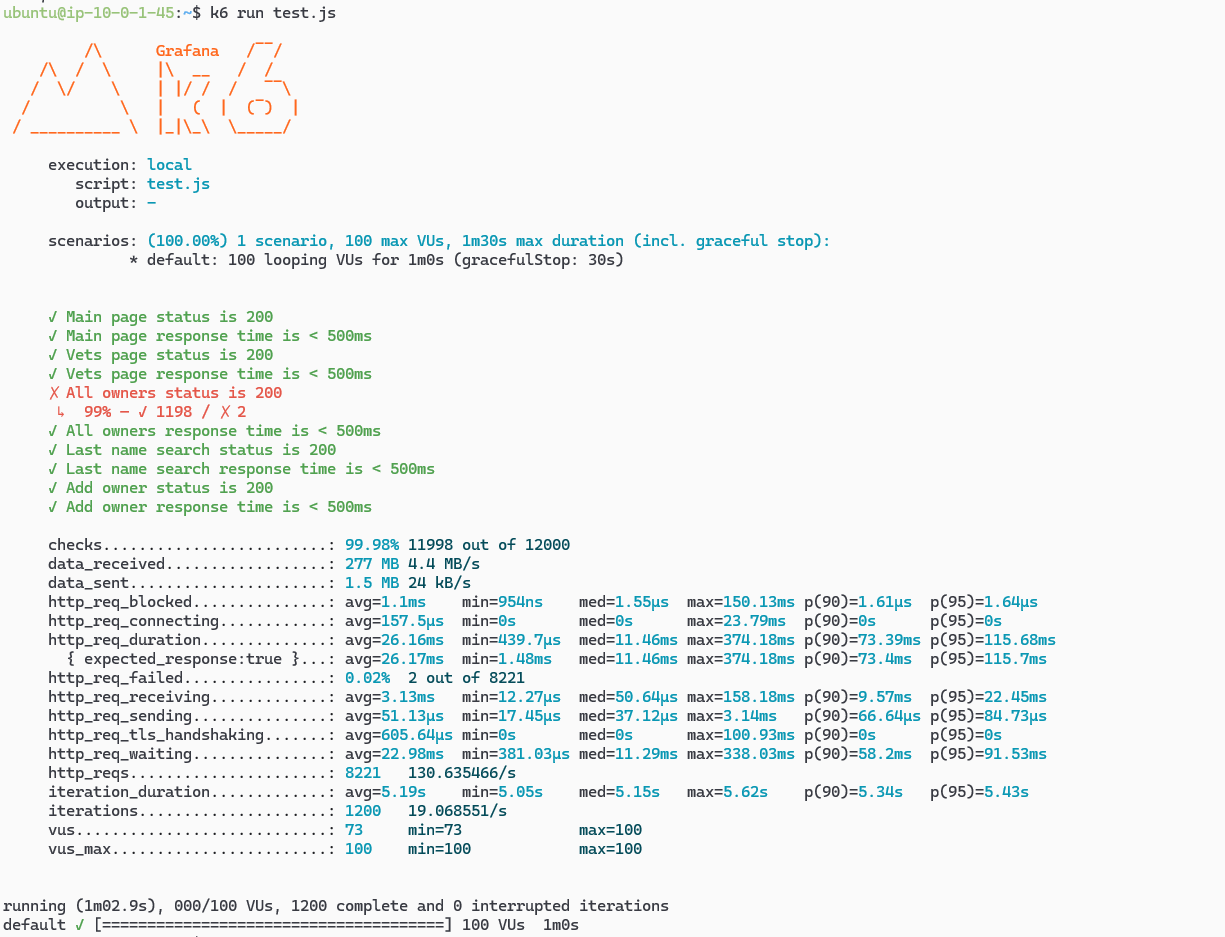 ubuntu@ip-10-0-1-45:~$ k6 run test.js

         /\      Grafana   /‾‾/
    /\  /  \     |\  __   /  /
   /  \/    \    | |/ /  /   ‾‾\
  /          \   |   (  |  (‾)  |
 / __________ \  |_|\_\  \_____/

     execution: local
        script: test.js
        output: -

     scenarios: (100.00%) 1 scenario, 100 max VUs, 1m30s max duration (incl. graceful stop):
              * default: 100 looping VUs for 1m0s (gracefulStop: 30s)


     ✓ Main page status is 200
     ✓ Main page response time is < 500ms
     ✓ Vets page status is 200
     ✓ Vets page response time is < 500ms
     ✗ All owners status is 200
      ↳  99% — ✓ 1198 / ✗ 2
     ✓ All owners response time is < 500ms
     ✓ Last name search status is 200
     ✓ Last name search response time is < 500ms
     ✓ Add owner status is 200
     ✓ Add owner response time is < 500ms

     checks.........................: 99.98% 11998 out of 12000
     data_received..................: 277 MB 4.4 MB/s
     data_sent......................: 1.5 MB 24 kB/s
     http_req_blocked...............: avg=1.1ms    min=954ns    med=1.55µs  max=150.13ms p(90)=1.61µs  p(95)=1.64µs
     http_req_connecting............: avg=157.5µs  min=0s       med=0s      max=23.79ms  p(90)=0s      p(95)=0s
     http_req_duration..............: avg=26.16ms  min=439.7µs  med=11.46ms max=374.18ms p(90)=73.39ms p(95)=115.68ms
       { expected_response:true }...: avg=26.17ms  min=1.48ms   med=11.46ms max=374.18ms p(90)=73.4ms  p(95)=115.7ms
     http_req_failed................: 0.02%  2 out of 8221
     http_req_receiving.............: avg=3.13ms   min=12.27µs  med=50.64µs max=158.18ms p(90)=9.57ms  p(95)=22.45ms
     http_req_sending...............: avg=51.13µs  min=17.45µs  med=37.12µs max=3.14ms   p(90)=66.64µs p(95)=84.73µs
     http_req_tls_handshaking.......: avg=605.64µs min=0s       med=0s      max=100.93ms p(90)=0s      p(95)=0s
     http_req_waiting...............: avg=22.98ms  min=381.03µs med=11.29ms max=338.03ms p(90)=58.2ms  p(95)=91.53ms
     http_reqs......................: 8221   130.635466/s
     iteration_duration.............: avg=5.19s    min=5.05s    med=5.15s   max=5.62s    p(90)=5.34s   p(95)=5.43s
     iterations.....................: 1200   19.068551/s
     vus............................: 73     min=73             max=100
     vus_max........................: 100    min=100            max=100


running (1m02.9s), 000/100 VUs, 1200 complete and 0 interrupted iterations
default ✓ [======================================] 100 VUs  1m0s